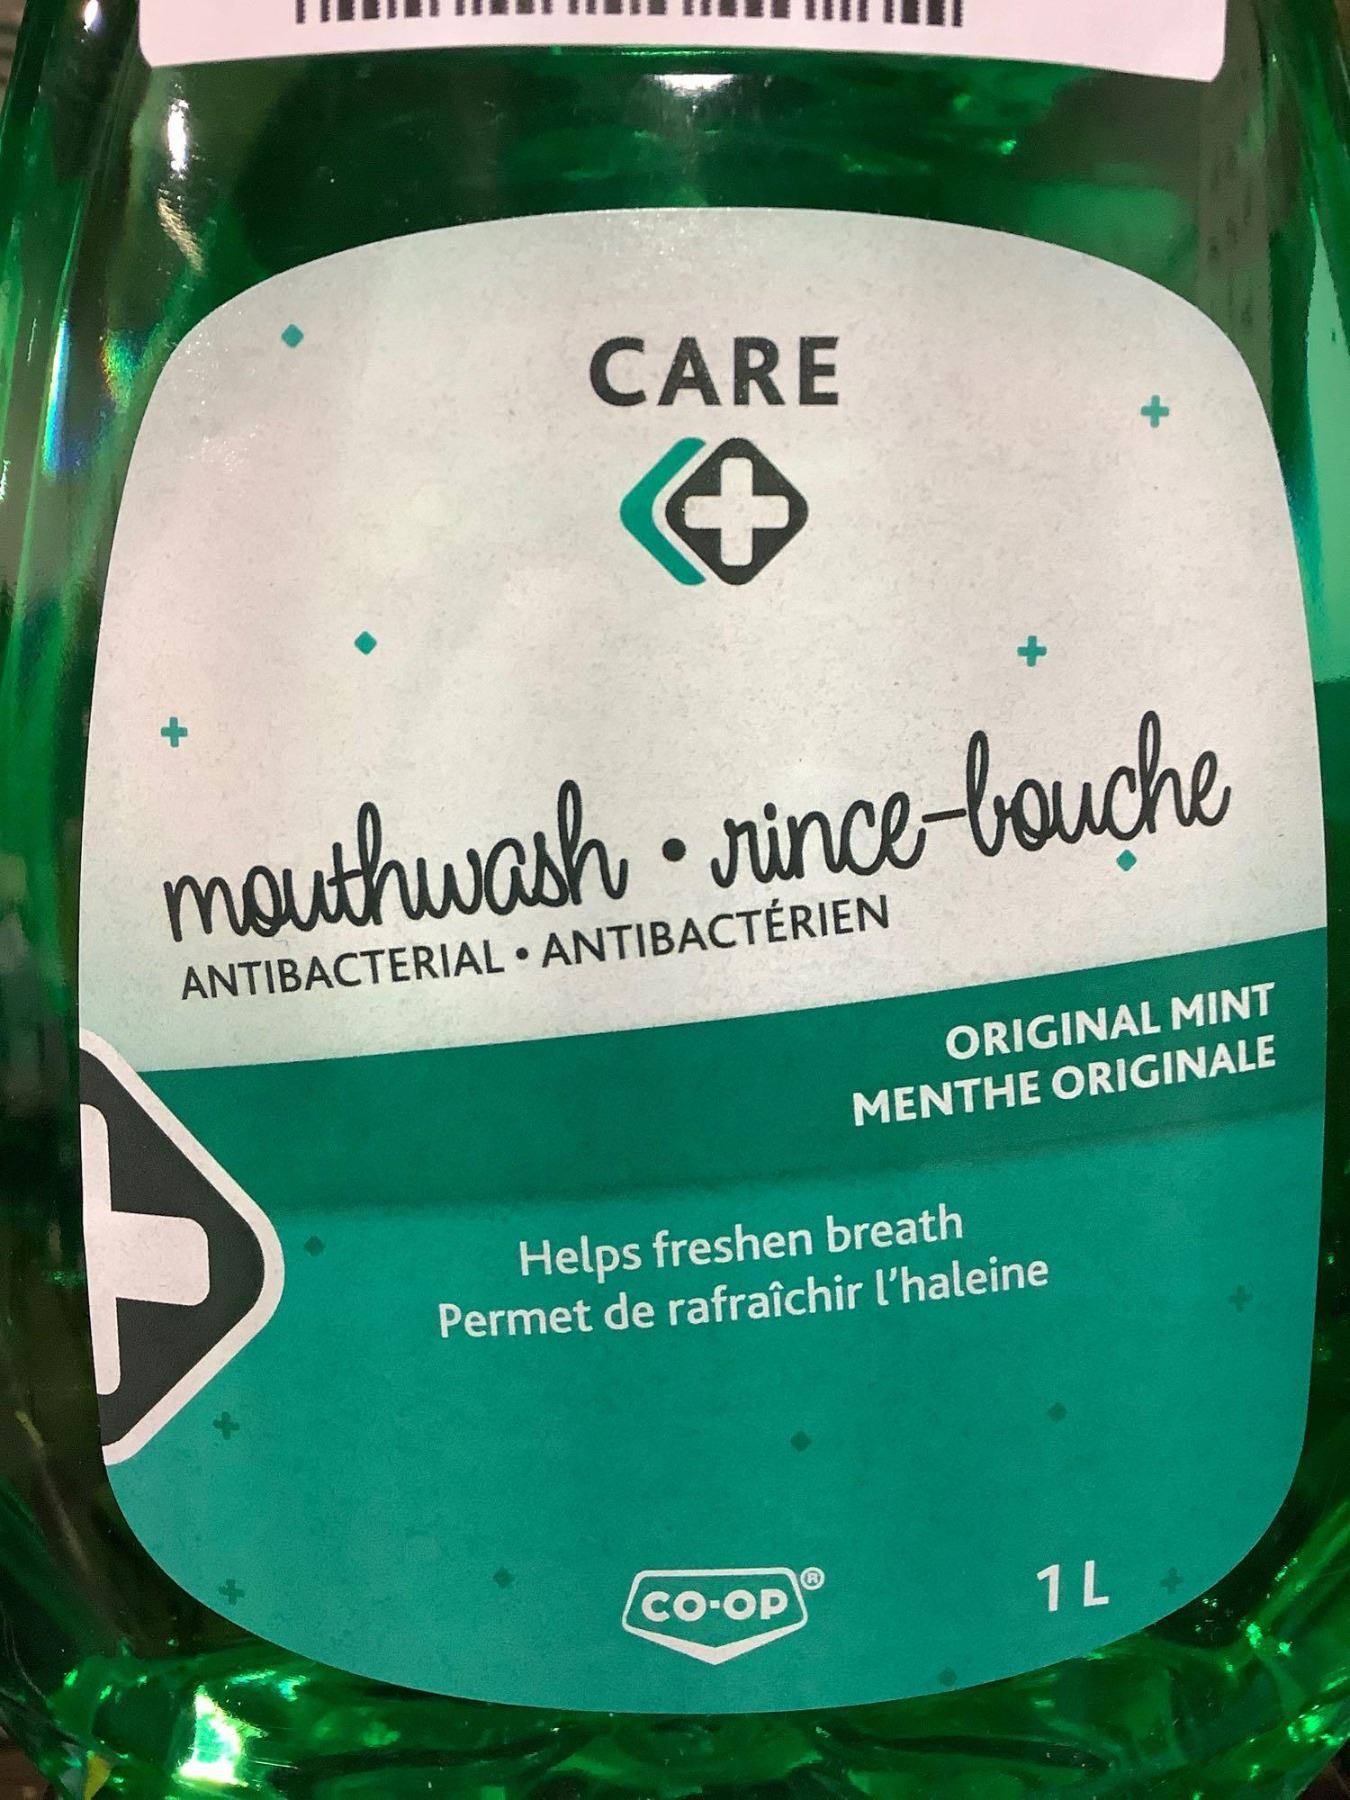 CARE
mouthwash • rince-bouche
ANTIBACTERIAL • ANTIBACTÉRIEN
ORIGINAL MINT
MENTHE ORIGINALE
Helps freshen breath
Permet de rafraîchir l'haleine
CO-OP®
1 L